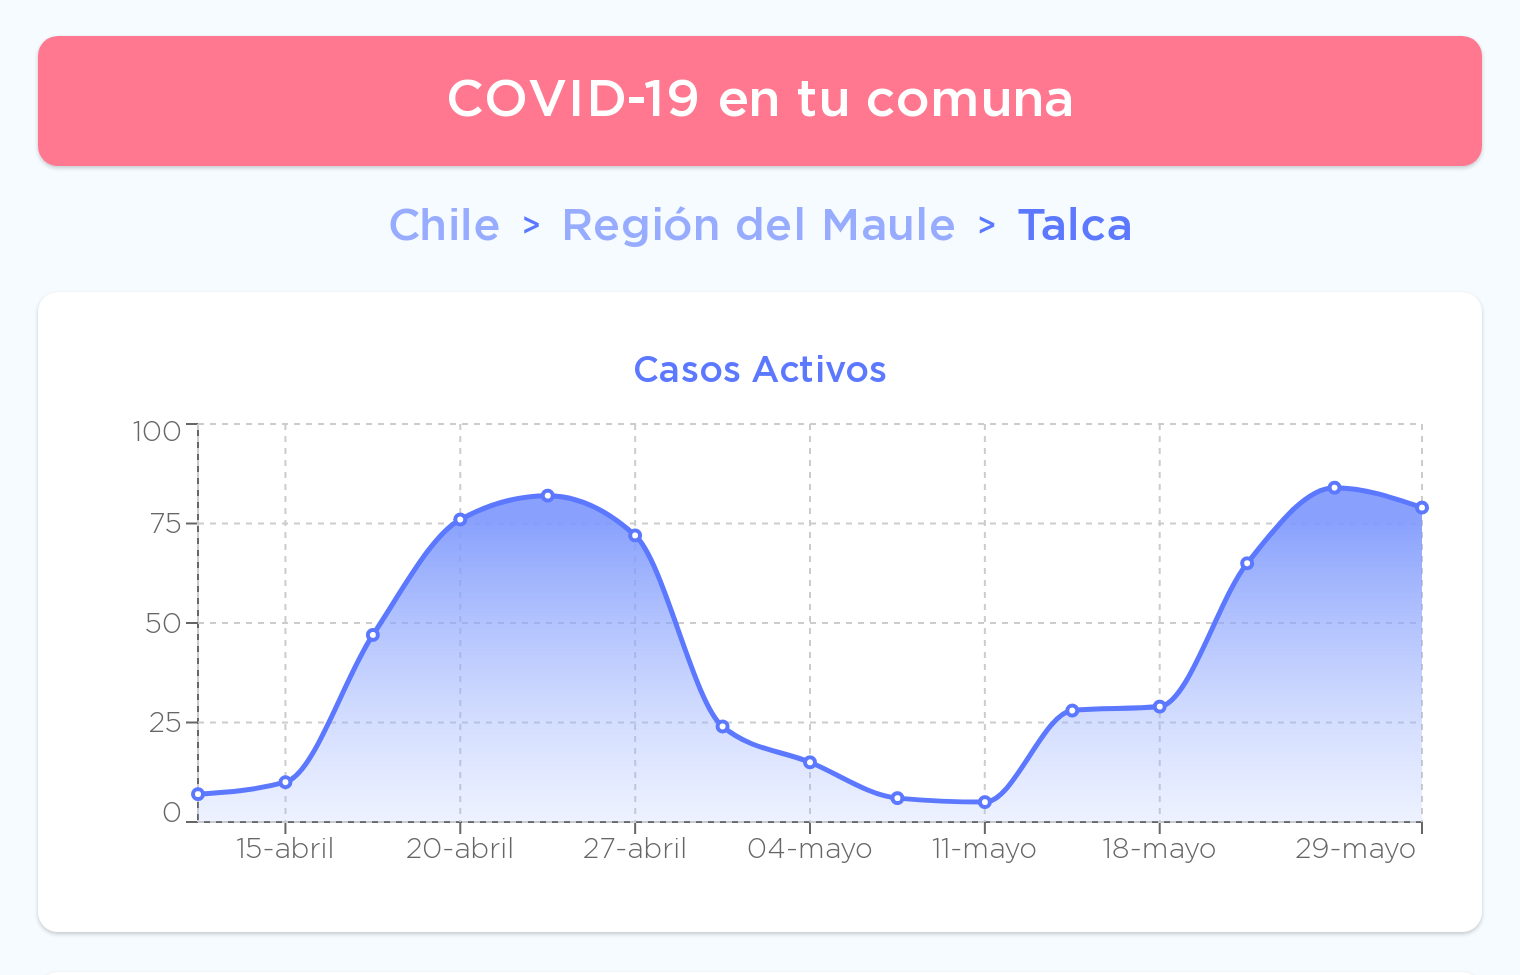 COVID-19 en tu comuna
Chile > Región del Maule > Talca
Casos Activos
100
75
50
25
0
15-abril 20-abril 27-abril 04-mayo 11-mayo 18-mayo 29-mayo